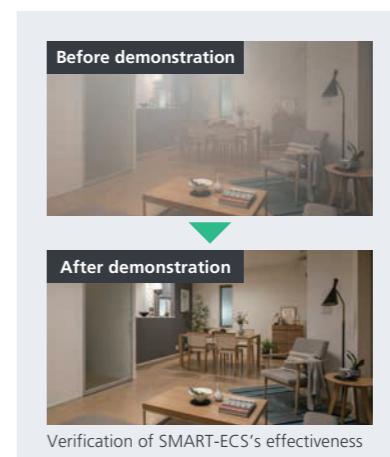 Before demonstration
After demonstration
Verification of SMART-ECS’s effectiveness